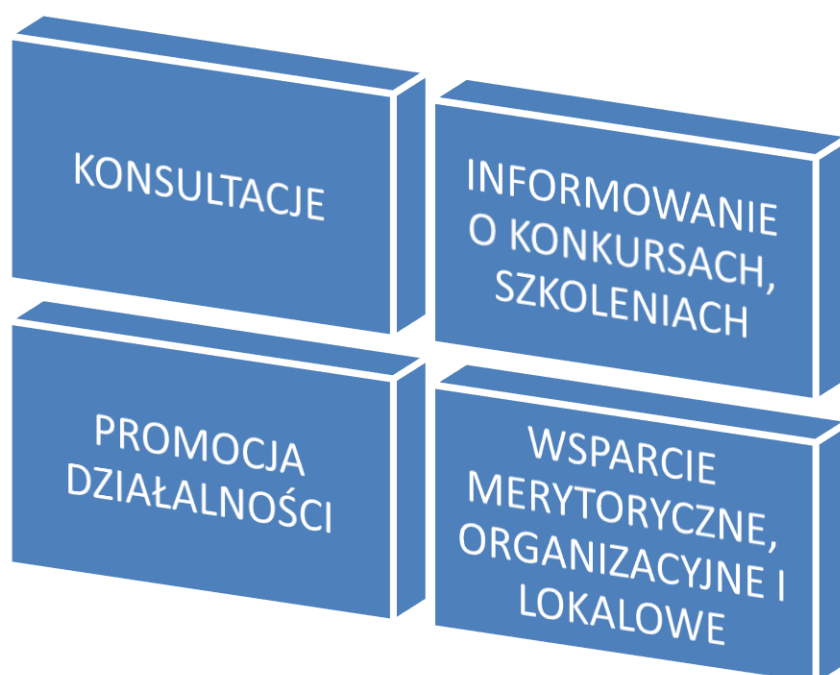 KONSULTACJE
INFORMOWANIE
O KONKURSACH,
SZKOLENIACH
PROMOCJA
DZIAŁALNOŚCI
WSPARCIE
MERYTORYCZNE,
ORGANIZACYJNE I
LOKALOWE